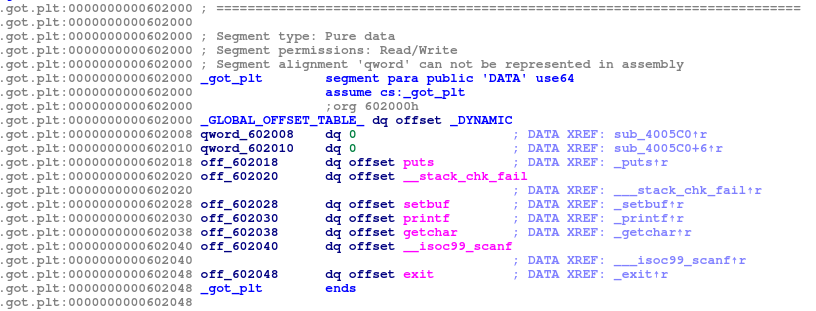 .got.plt:0000000000602000 ; ===========================================================================
.got.plt:0000000000602000
.got.plt:0000000000602000 ; Segment type: Pure data
.got.plt:0000000000602000 ; Segment permissions: Read/Write
.got.plt:0000000000602000 ; Segment alignment 'qword' can not be represented in assembly
.got.plt:0000000000602000 _got_plt segment para public 'DATA' use64
.got.plt:0000000000602000 assume cs:_got_plt
.got.plt:0000000000602000 ;org 602000h
.got.plt:0000000000602000 _GLOBAL_OFFSET_TABLE_ dq offset _DYNAMIC
.got.plt:0000000000602008 qword_602008 dq 0 ; DATA XREF: sub_4005C0↑r
.got.plt:0000000000602010 qword_602010 dq 0 ; DATA XREF: sub_4005C0+6↑r
.got.plt:0000000000602018 off_602018 dq offset puts ; DATA XREF: _puts↑r
.got.plt:0000000000602020 off_602020 dq offset __stack_chk_fail
.got.plt:0000000000602020 ; DATA XREF: ___stack_chk_fail↑r
.got.plt:0000000000602028 off_602028 dq offset setbuf ; DATA XREF: _setbuf↑r
.got.plt:0000000000602030 off_602030 dq offset printf ; DATA XREF: _printf↑r
.got.plt:0000000000602038 off_602038 dq offset getchar ; DATA XREF: _getchar↑r
.got.plt:0000000000602040 off_602040 dq offset __isoc99_scanf
.got.plt:0000000000602040 ; DATA XREF: ___isoc99_scanf↑r
.got.plt:0000000000602048 off_602048 dq offset exit ; DATA XREF: _exit↑r
.got.plt:0000000000602048 _got_plt ends
.got.plt:0000000000602048